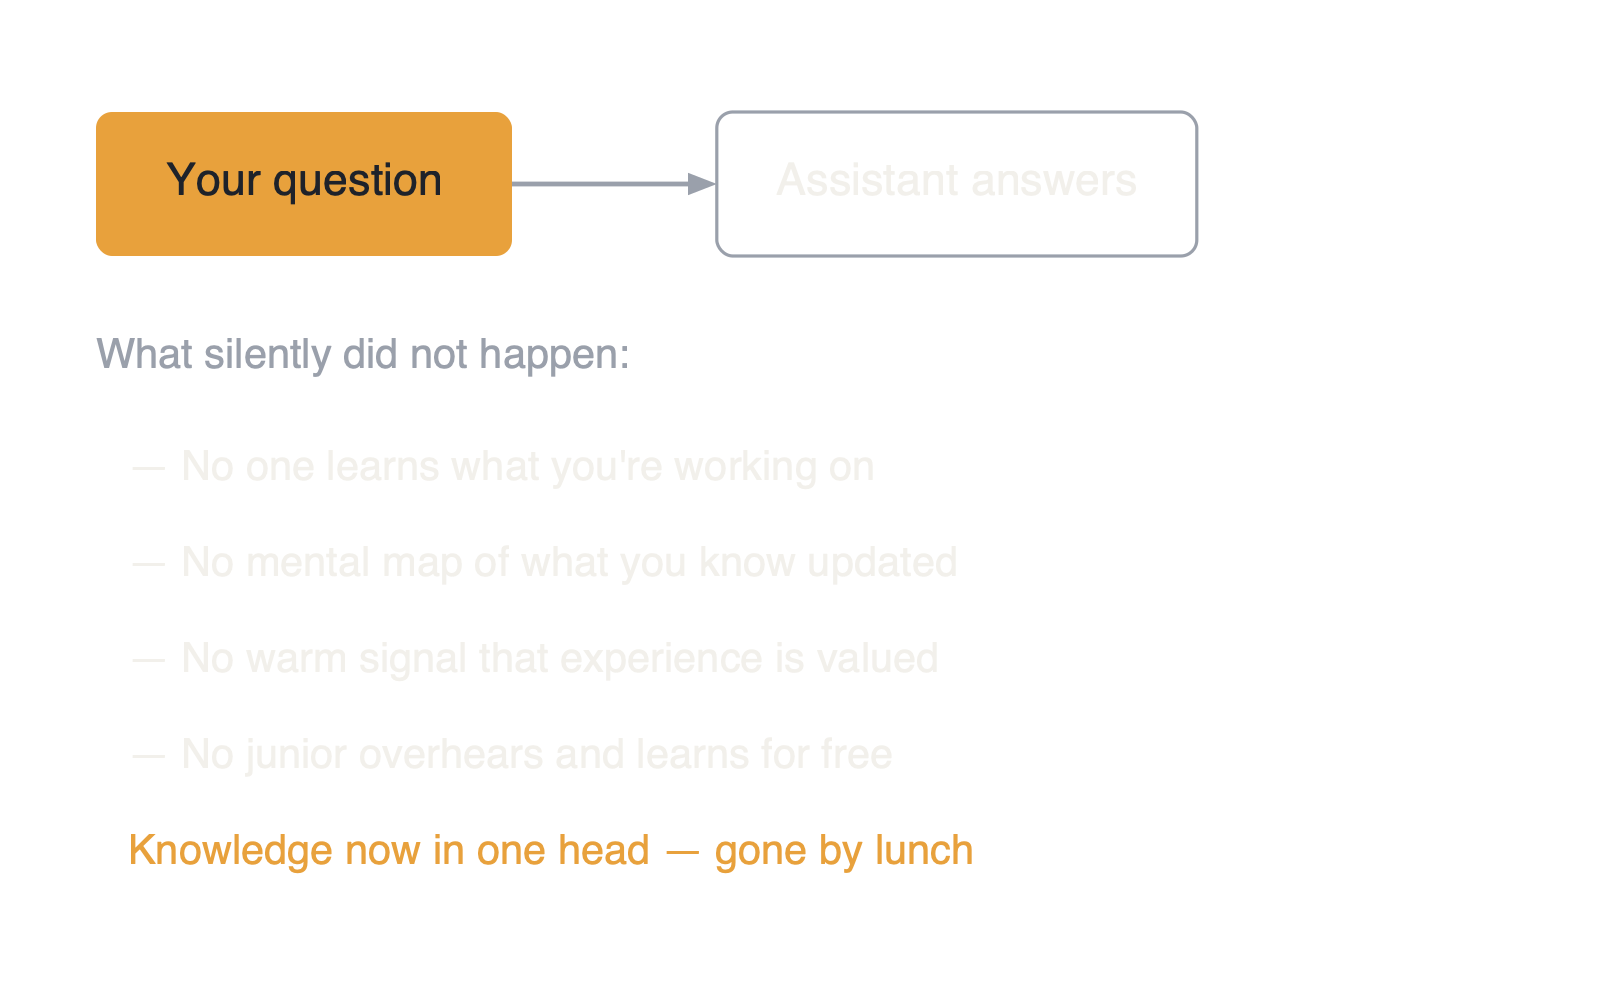 Your question
Assistant answers
What silently did not happen:
— No one learns what you're working on
— No mental map of what you know updated
— No warm signal that experience is valued
— No junior overhears and learns for free
Knowledge now in one head — gone by lunch